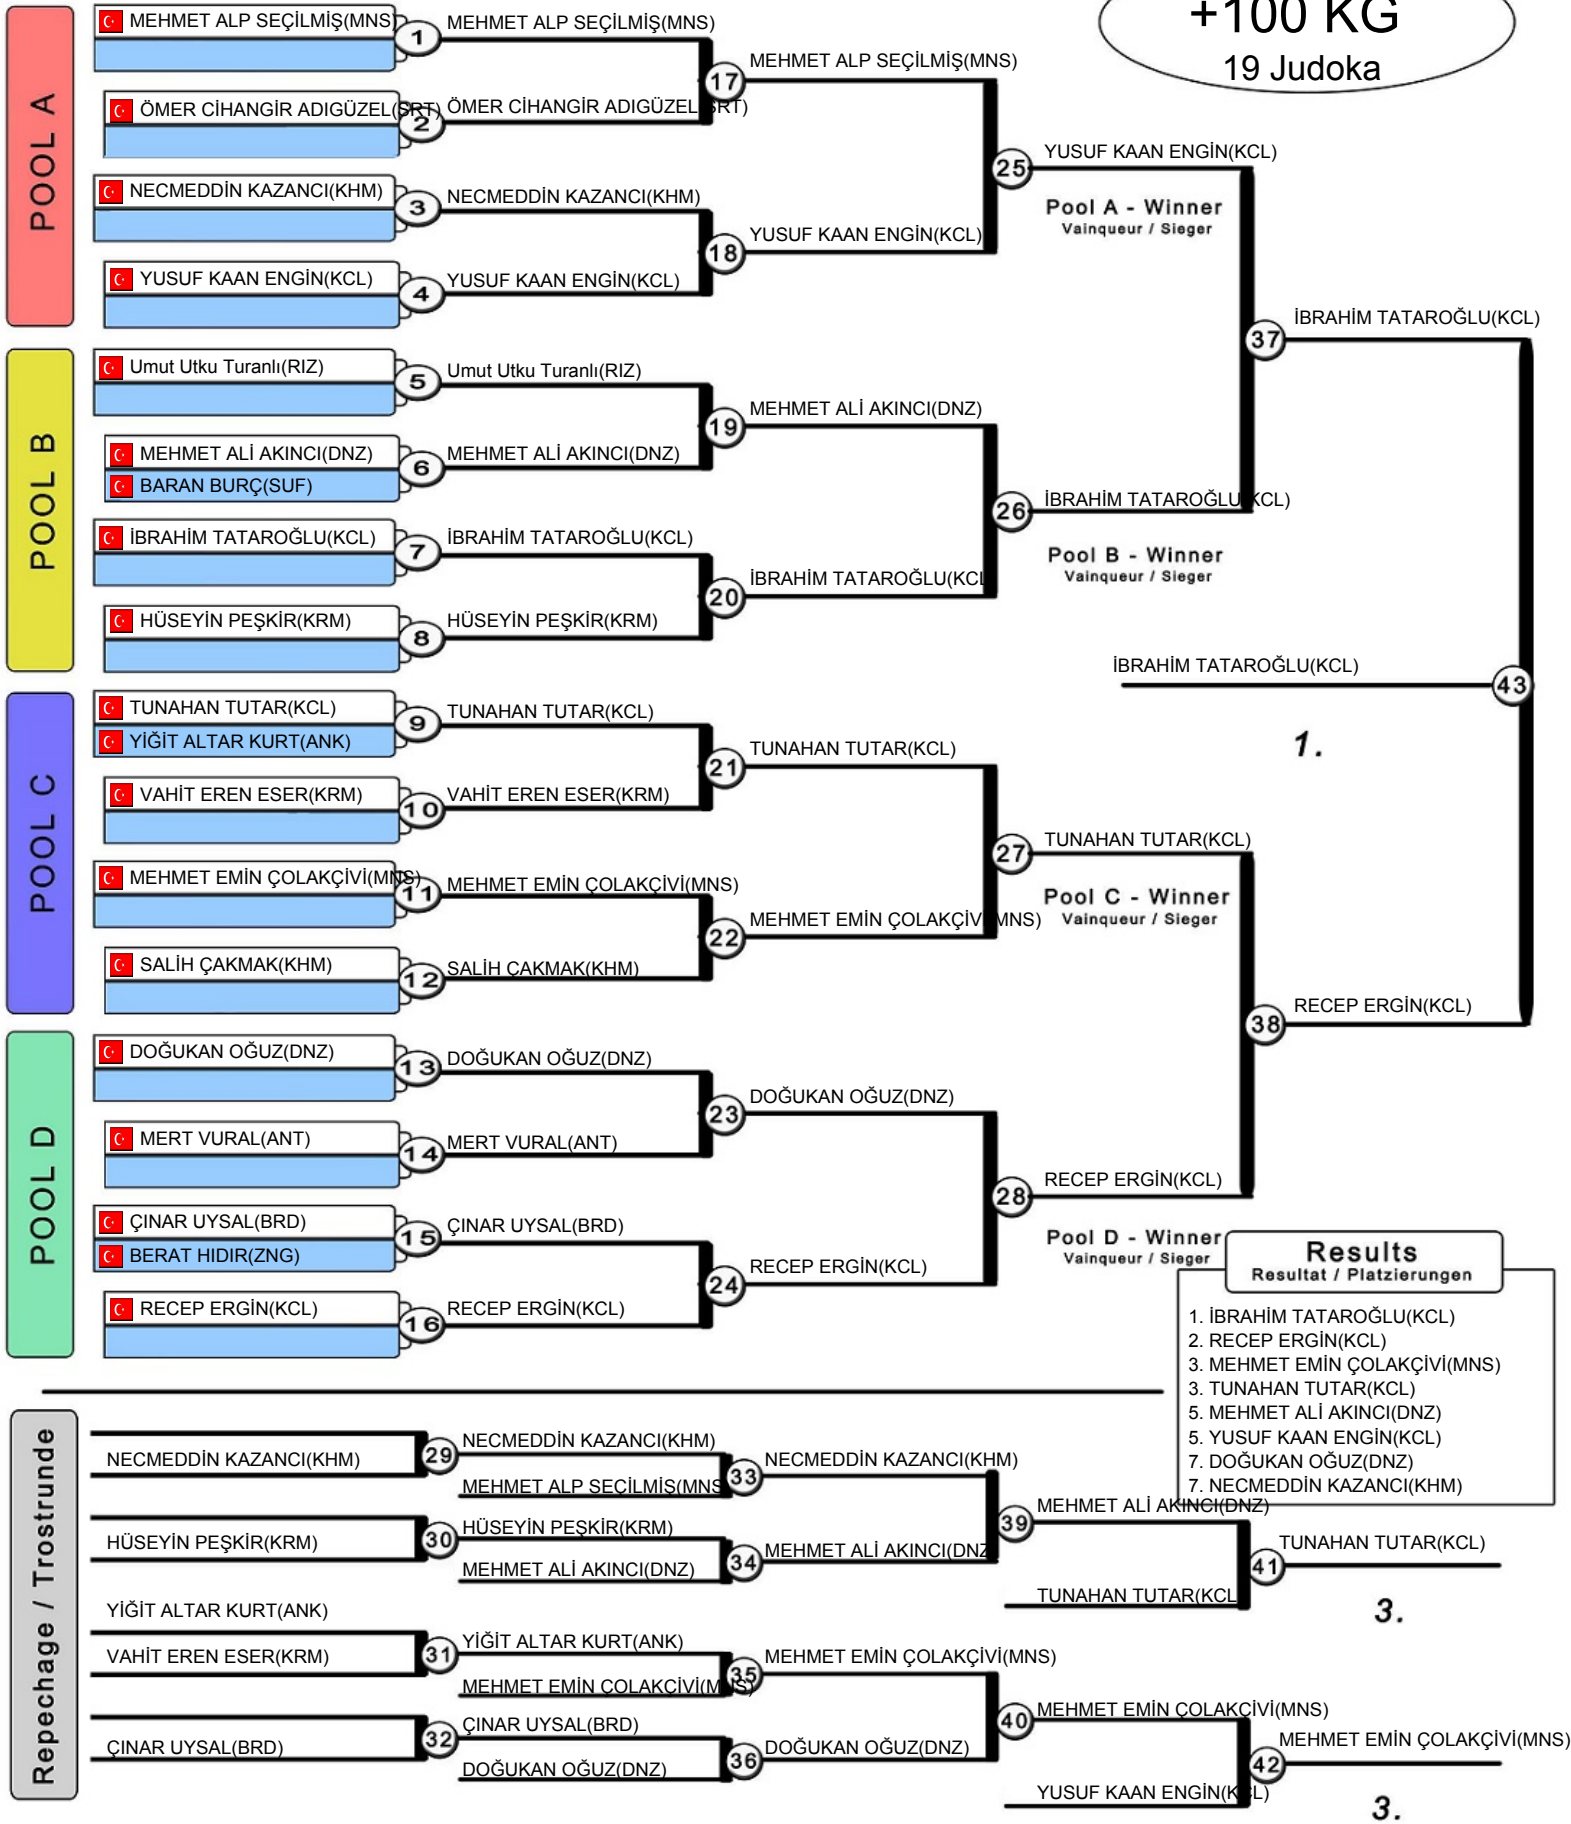 +100 KG
19 Judoka
POOL A
MEHMET ALP SEÇİLMİŞ(MNS)
1
MEHMET ALP SEÇİLMİŞ(MNS)
ÖMER CİHANGİR ADIGÜZEL(SRT)
2
ÖMER CİHANGİR ADIGÜZEL(SRT)
17
MEHMET ALP SEÇİLMİŞ(MNS)
NECMEDDİN KAZANCI(KHM)
3
NECMEDDİN KAZANCI(KHM)
YUSUF KAAN ENGİN(KCL)
4
YUSUF KAAN ENGİN(KCL)
18
YUSUF KAAN ENGİN(KCL)
25
YUSUF KAAN ENGİN(KCL)
Pool A - Winner
Vainqueur / Sieger
POOL B
Umut Utku Turanlı(RIZ)
5
Umut Utku Turanlı(RIZ)
MEHMET ALİ AKINCI(DNZ)
BARAN BURÇ(SUF)
6
MEHMET ALİ AKINCI(DNZ)
19
MEHMET ALİ AKINCI(DNZ)
İBRAHİM TATAROĞLU(KCL)
7
İBRAHİM TATAROĞLU(KCL)
HÜSEYİN PEŞKİR(KRM)
8
HÜSEYİN PEŞKİR(KRM)
20
İBRAHİM TATAROĞLU(KCL
26
İBRAHİM TATAROĞLU(KCL)
Pool B - Winner
Vainqueur / Sieger
37
İBRAHİM TATAROĞLU(KCL)
İBRAHİM TATAROĞLU(KCL)
43
1.
POOL C
TUNAHAN TUTAR(KCL)
YİĞİT ALTAR KURT(ANK)
9
TUNAHAN TUTAR(KCL)
VAHİT EREN ESER(KRM)
10
VAHİT EREN ESER(KRM)
21
TUNAHAN TUTAR(KCL)
MEHMET EMİN ÇOLAKÇİVİ(MNS)
11
MEHMET EMİN ÇOLAKÇİVİ(MNS)
SALİH ÇAKMAK(KHM)
12
SALİH ÇAKMAK(KHM)
22
MEHMET EMİN ÇOLAKÇİVİ(MNS)
27
TUNAHAN TUTAR(KCL)
Pool C - Winner
Vainqueur / Sieger
POOL D
DOĞUKAN OĞUZ(DNZ)
13
DOĞUKAN OĞUZ(DNZ)
MERT VURAL(ANT)
14
MERT VURAL(ANT)
23
DOĞUKAN OĞUZ(DNZ)
ÇINAR UYSAL(BRD)
BERAT HIDIR(ZNG)
15
ÇINAR UYSAL(BRD)
RECEP ERGİN(KCL)
16
RECEP ERGİN(KCL)
24
RECEP ERGİN(KCL)
28
RECEP ERGİN(KCL)
Pool D - Winner
Vainqueur / Sieger
38
RECEP ERGİN(KCL)
Results
Resultat / Platzierungen
1. İBRAHİM TATAROĞLU(KCL)
2. RECEP ERGİN(KCL)
3. MEHMET EMİN ÇOLAKÇİVİ(MNS)
3. TUNAHAN TUTAR(KCL)
5. MEHMET ALİ AKINCI(DNZ)
5. YUSUF KAAN ENGİN(KCL)
7. DOĞUKAN OĞUZ(DNZ)
7. NECMEDDİN KAZANCI(KHM)
Repechage / Trostrunde
NECMEDDİN KAZANCI(KHM)
29
NECMEDDİN KAZANCI(KHM)
MEHMET ALP SEÇİLMİŞ(MNS
33
NECMEDDİN KAZANCI(KHM)
HÜSEYİN PEŞKİR(KRM)
30
HÜSEYİN PEŞKİR(KRM)
MEHMET ALİ AKINCI(DNZ)
34
MEHMET ALİ AKINCI(DNZ
39
MEHMET ALİ AKINCI(DNZ)
TUNAHAN TUTAR(KCL
41
TUNAHAN TUTAR(KCL)
3.
YİĞİT ALTAR KURT(ANK)
VAHİT EREN ESER(KRM)
31
YİĞİT ALTAR KURT(ANK)
MEHMET EMİN ÇOLAKÇİVİ(MNS)
35
MEHMET EMİN ÇOLAKÇİVİ(MNS)
ÇINAR UYSAL(BRD)
32
ÇINAR UYSAL(BRD)
DOĞUKAN OĞUZ(DNZ)
36
DOĞUKAN OĞUZ(DNZ)
40
MEHMET EMİN ÇOLAKÇİVİ(MNS)
YUSUF KAAN ENGİN(KCL)
42
MEHMET EMİN ÇOLAKÇİVİ(MNS)
3.